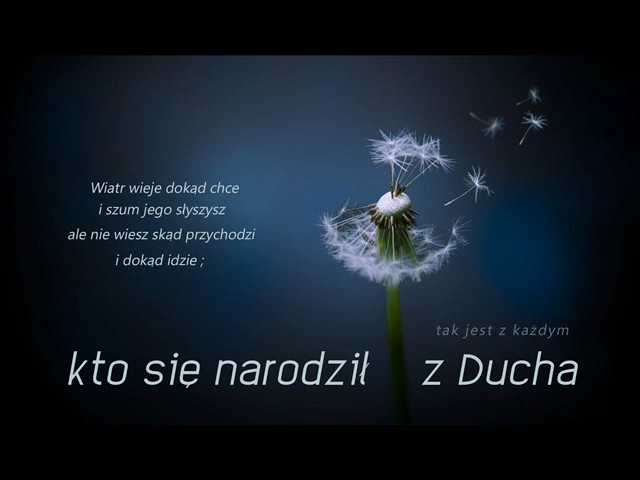 Wiatr wieje dokąd chce
i szum jego słyszysz
ale nie wiesz skąd przychodzi
i dokąd idzie ;
tak jest z każdym
kto się narodził z Ducha